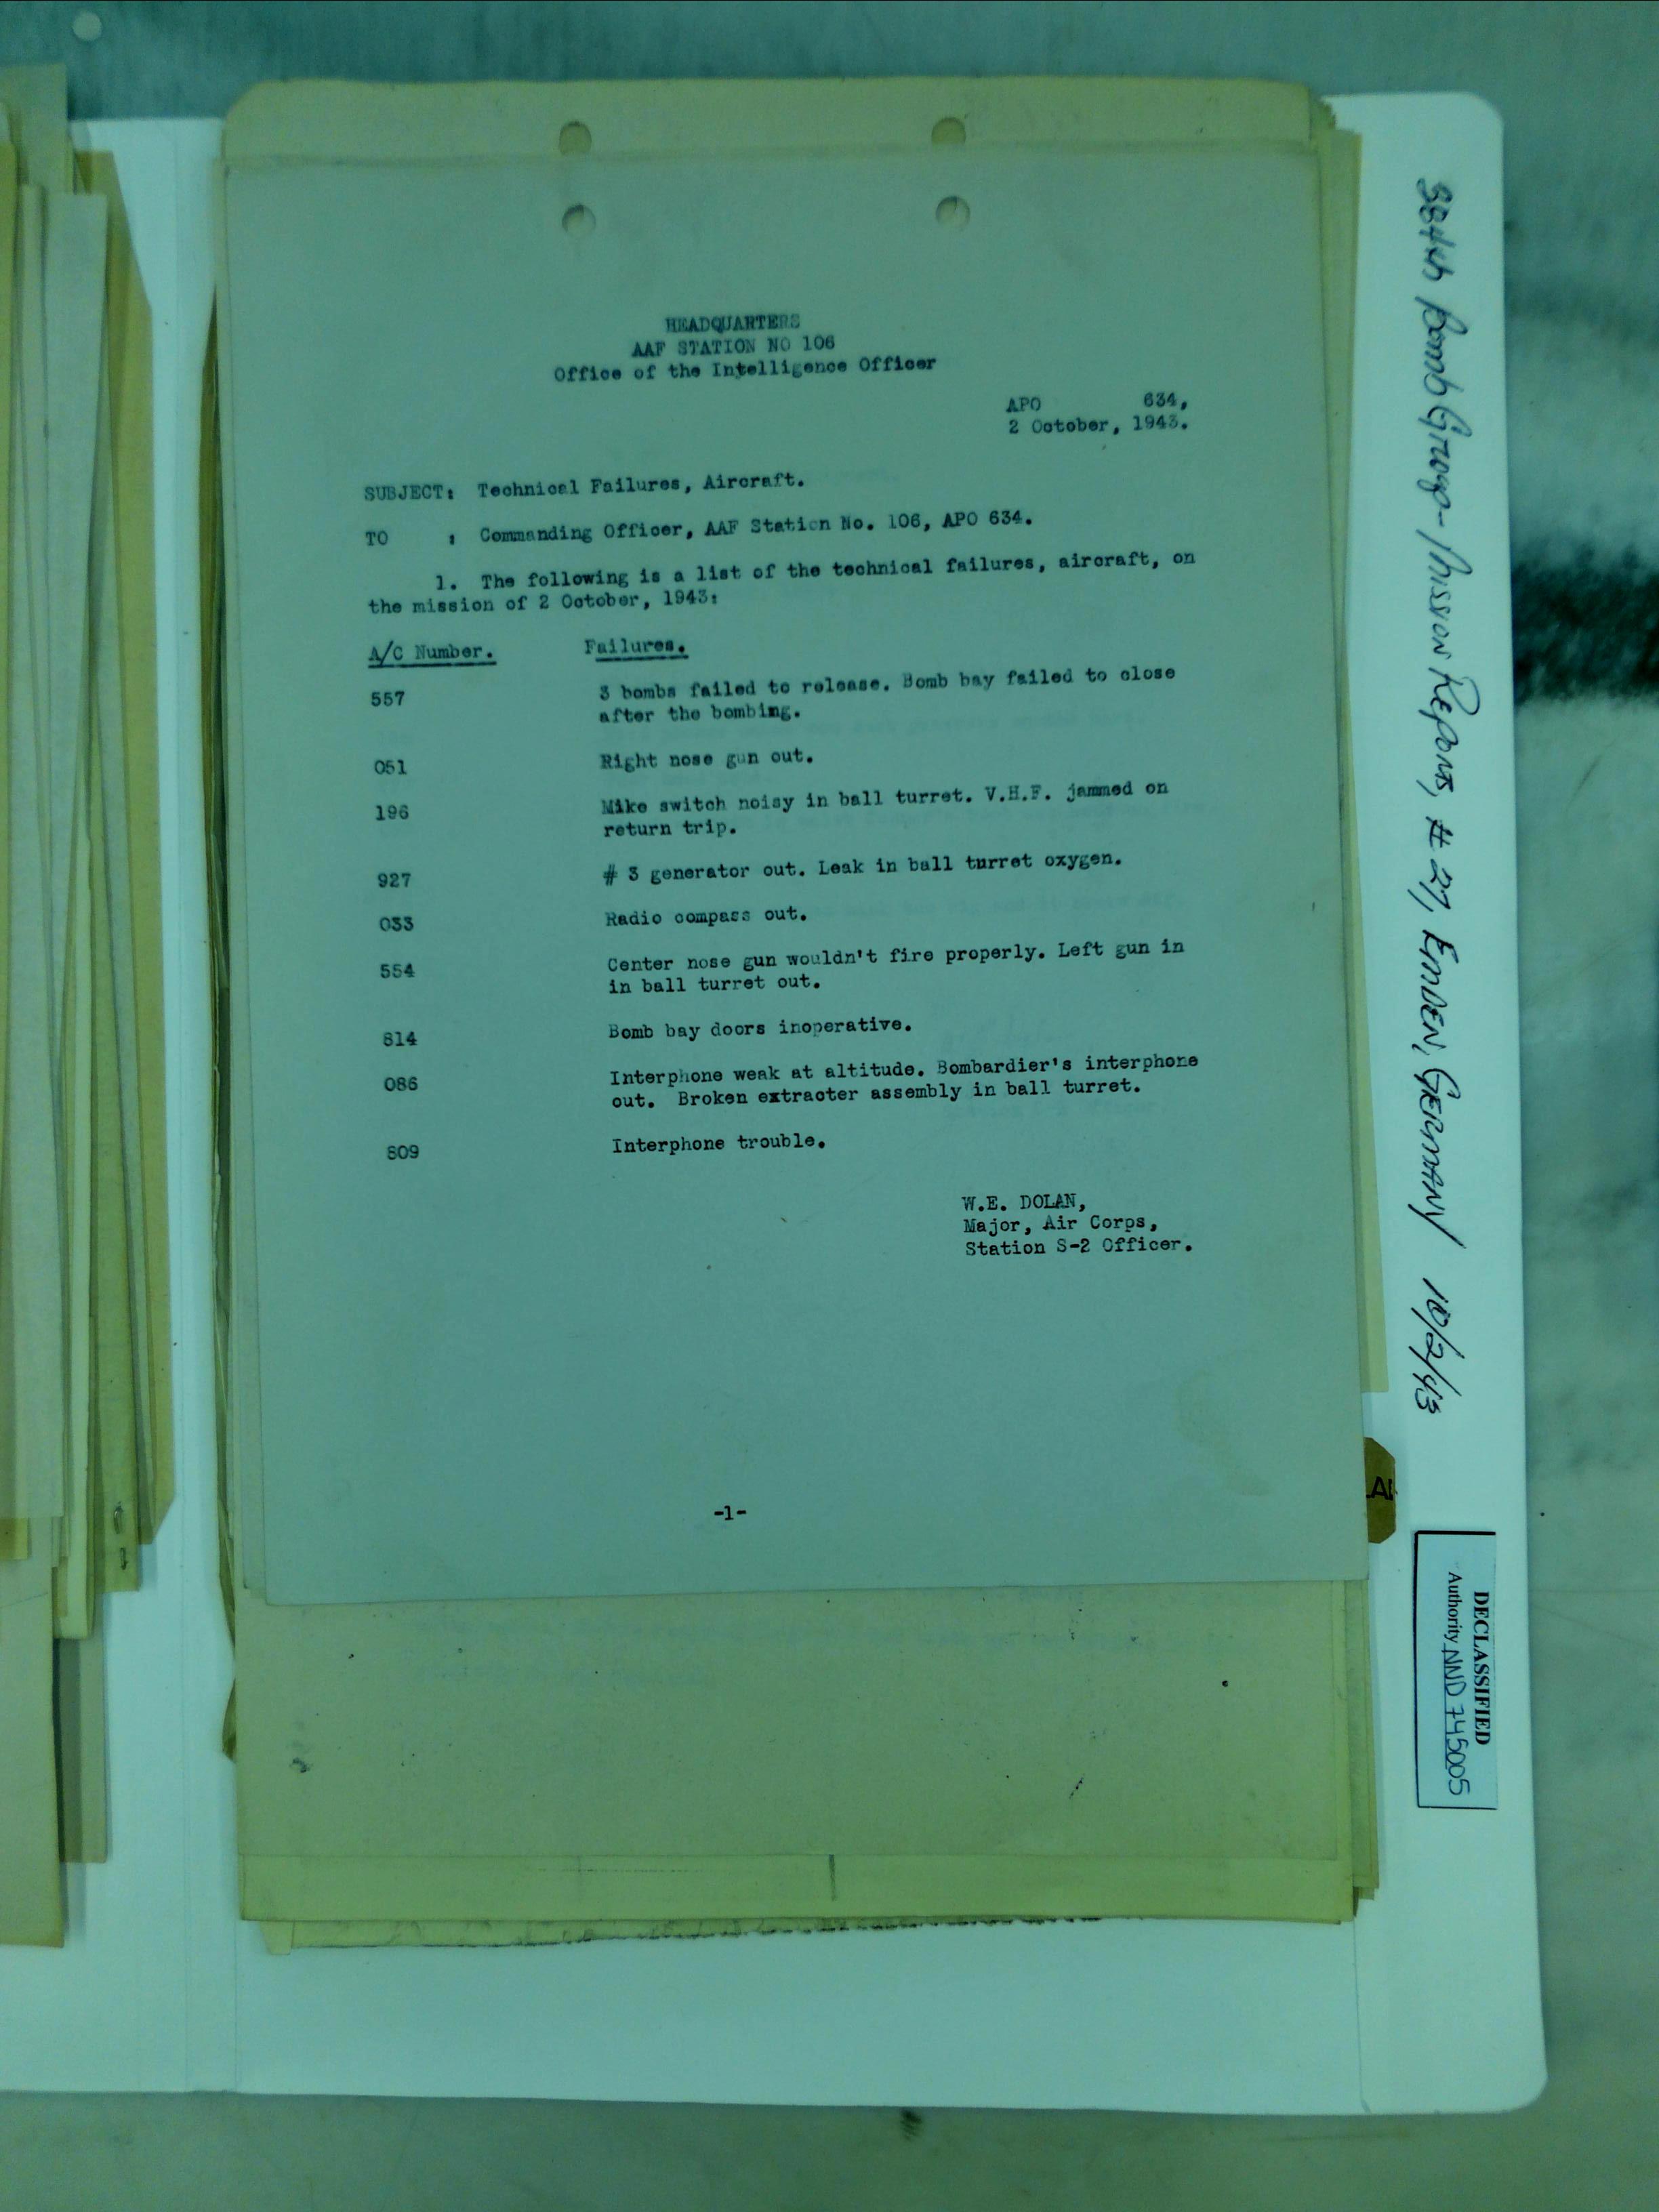 HEADQUARTERS
AAF STATION NO 106
Office of the Intelligence Officer
APO 634,
2 October, 1943.
SUBJECT: Technical Failures, Aircraft.
TO : Commanding Officer, AAF Station No. 106, APO 634.
1. The following is a list of the technical failures, aircraft, on
the mission of 2 October, 1943:
A/C Number. Failures.
557 3 bombs failed to release. Bomb bay failed to close
after the bombing.
051 Right nose gun out.
196 Mike switch noisy in ball turret. V.H.F. jammed on
return trip.
927 # 3 generator out. Leak in ball turret oxygen.
033 Radio compass out.
554 Center nose gun wouldn't fire properly. Left gun in
in ball turret out.
814 Bomb bay doors inoperative.
086 Interphone weak at altitude. Bombardier's interphone
out. Broken extracter assembly in ball turret.
809 Interphone trouble.
W.E. DOLAN,
Major, Air Corps,
Station S-2 Officer.
-1-
384th Bomb Group - Mission Reports, # 27, EMDEN, GERMANY 10/2/43
DECLASSIFIED
Authority NND 745005